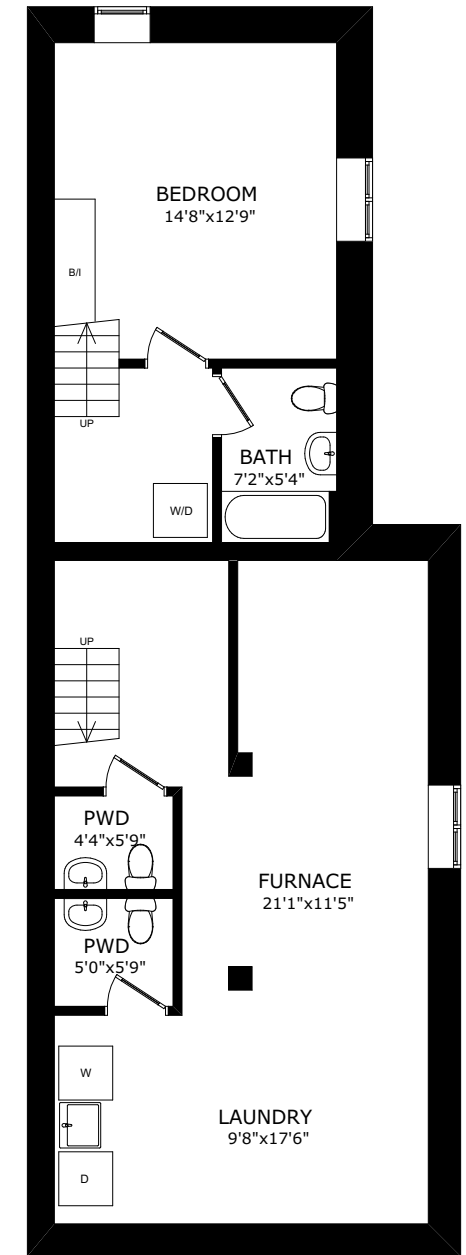 BEDROOM
14'8"x12'9"
B/I
UP
BATH
7'2"x5'4"
W/D
UP
PWD
4'4"x5'9"
FURNACE
21'1"x11'5"
PWD
5'0"x5'9"
W
LAUNDRY
9'8"x17'6"
D